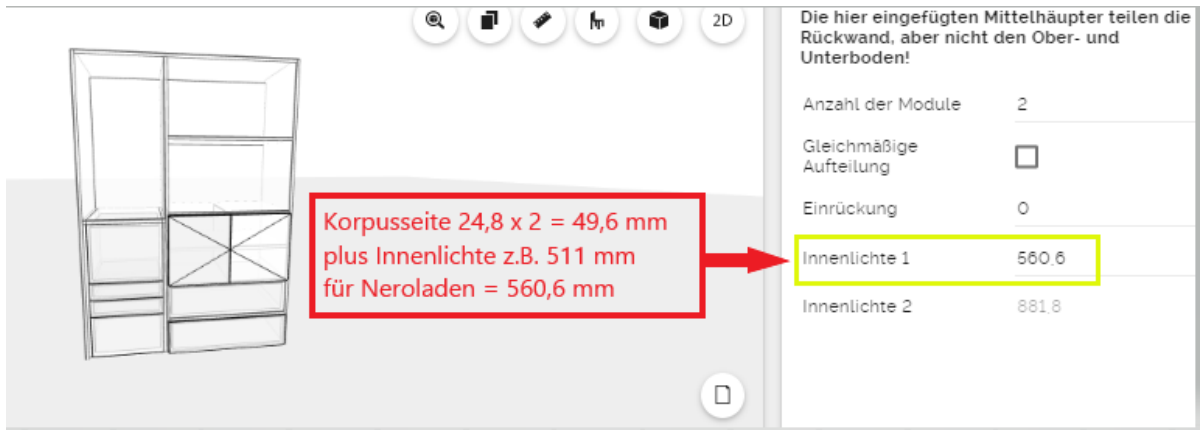 2D
Die hier eingefügten Mittelhäupter teilen die
Rückwand, aber nicht den Ober- und
Unterboden!
Anzahl der Module 2
Gleichmäßige
Aufteilung
Einrückung 0
Innenlichte 1 560,6
Innenlichte 2 881,8
Korpusseite 24,8 x 2 = 49,6 mm
plus Innenlichte z.B. 511 mm
für Neroladen = 560,6 mm